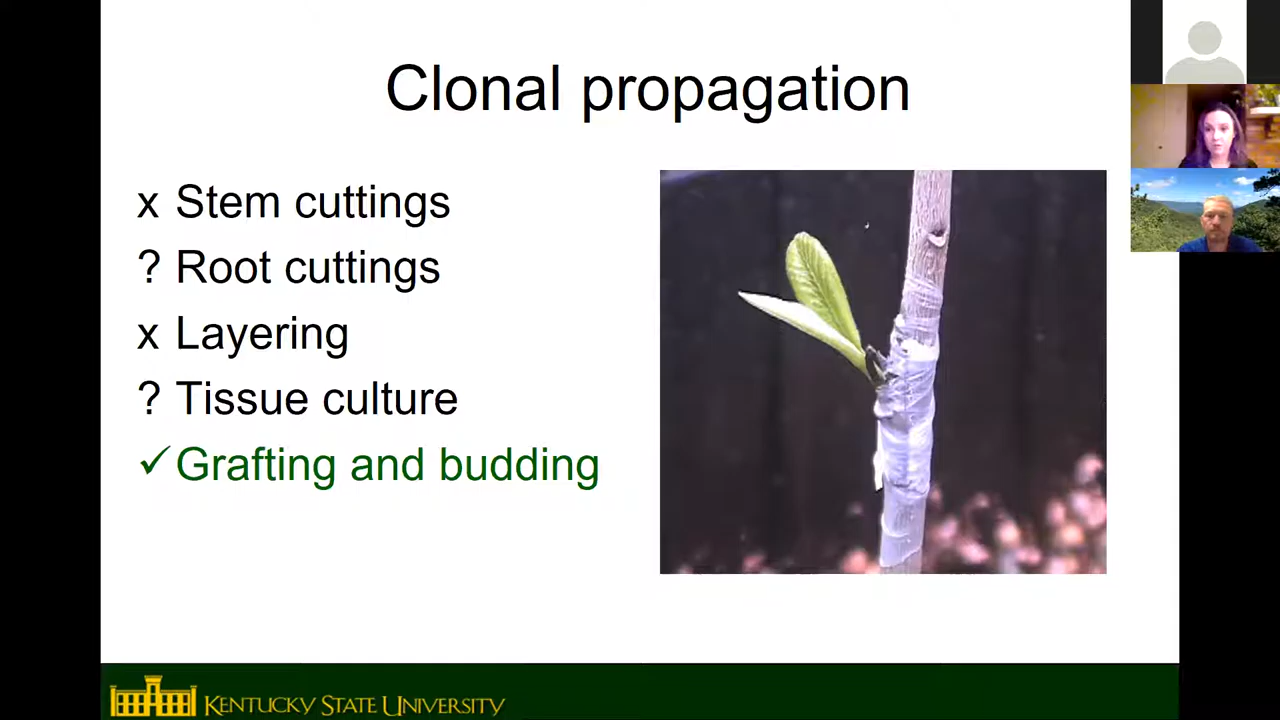 Clonal propagation
x Stem cuttings
? Root cuttings
x Layering
? Tissue culture
✓ Grafting and budding
KENTUCKY STATE UNIVERSITY